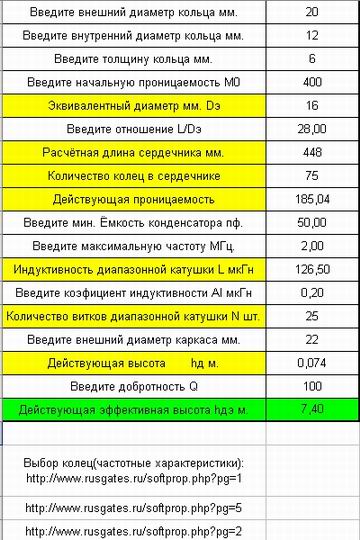 Введите внешний диаметр кольца мм. 20
Введите внутренний диаметр кольца мм. 12
Введите толщину кольца мм. 6
Введите начальную проницаемость М0 400
Эквивалентный диаметр мм. Dэ 16
Введите отношение L/Dэ 28,00
Расчётная длина сердечника мм. 448
Количество колец в сердечнике 75
Действующая проницаемость 185,04
Введите мин. Ёмкость конденсатора пф. 50,00
Введите максимальную частоту МГц. 2,00
Индуктивность диапазонной катушки L мкГн 126,50
Введите коэфициент индуктивности Al мкГн 0,20
Количество витков диапазонной катушки N шт. 25
Введите внешний диаметр каркаса мм. 22
Действующая высота hд м. 0,074
Введите добротность Q 100
Действующая эффективная высота hдэ м. 7,40
Выбор колец(частотные характеристики):
http://www.rusgates.ru/softprop.php?pg=1
http://www.rusgates.ru/softprop.php?pg=5
http://www.rusgates.ru/softprop.php?pg=2